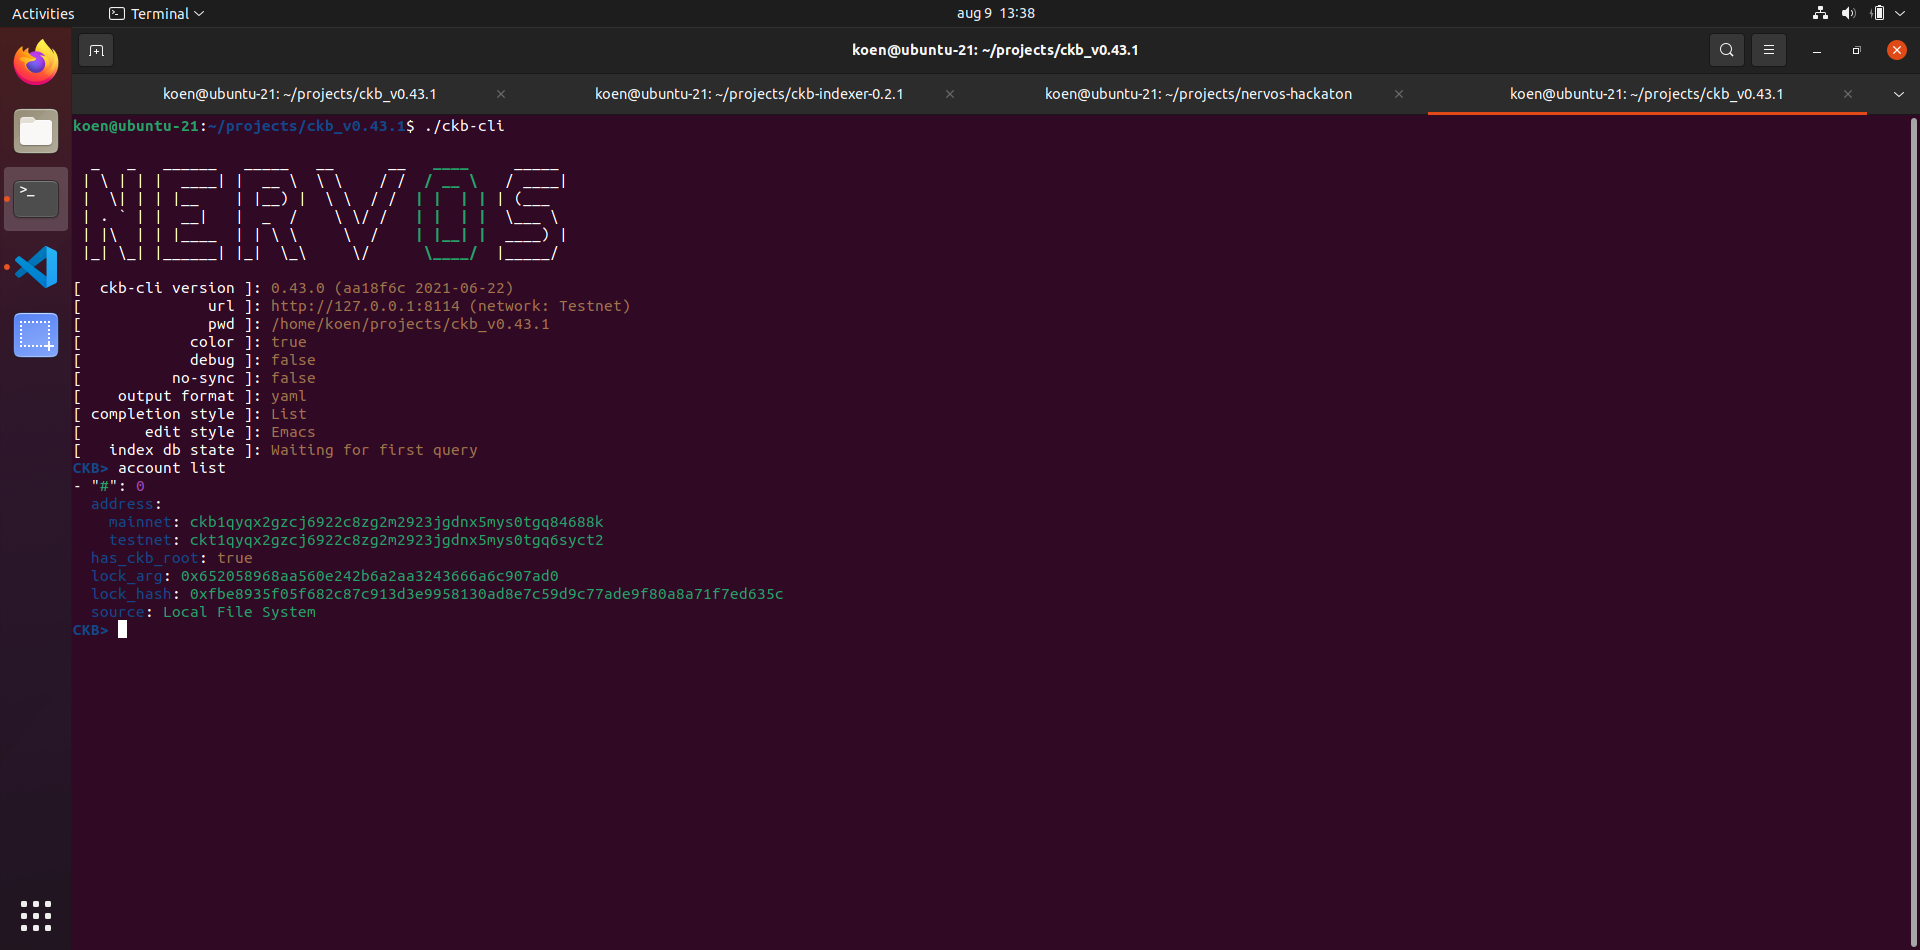 Activities
Terminal
aug 9 13:38
koen@ubuntu-21: ~/projects/ckb_v0.43.1
koen@ubuntu-21: ~/projects/ckb_v0.43.1
koen@ubuntu-21: ~/projects/ckb-indexer-0.2.1
koen@ubuntu-21: ~/projects/nervos-hackaton
koen@ubuntu-21: ~/projects/ckb_v0.43.1
koen@ubuntu-21:~/projects/ckb_v0.43.1$ ./ckb-cli
NERVOS
[  ckb-cli version ]: 0.43.0 (aa18f6c 2021-06-22)
[              url ]: http://127.0.0.1:8114 (network: Testnet)
[              pwd ]: /home/koen/projects/ckb_v0.43.1
[            color ]: true
[            debug ]: false
[          no-sync ]: false
[    output format ]: yaml
[ completion style ]: List
[       edit style ]: Emacs
[   index db state ]: Waiting for first query
CKB> account list
- "#": 0
  address:
    mainnet: ckb1qyqx2gzcj6922c8zg2m2923jgdnx5mys0tgq84688k
    testnet: ckt1qyqx2gzcj6922c8zg2m2923jgdnx5mys0tgq6syct2
  has_ckb_root: true
  lock_arg: 0x652058968aa560e242b6a2aa3243666a6c907ad0
  lock_hash: 0xfbe8935f05f682c87c913d3e9958130ad8e7c59d9c77ade9f80a8a71f7ed635c
  source: Local File System
CKB>